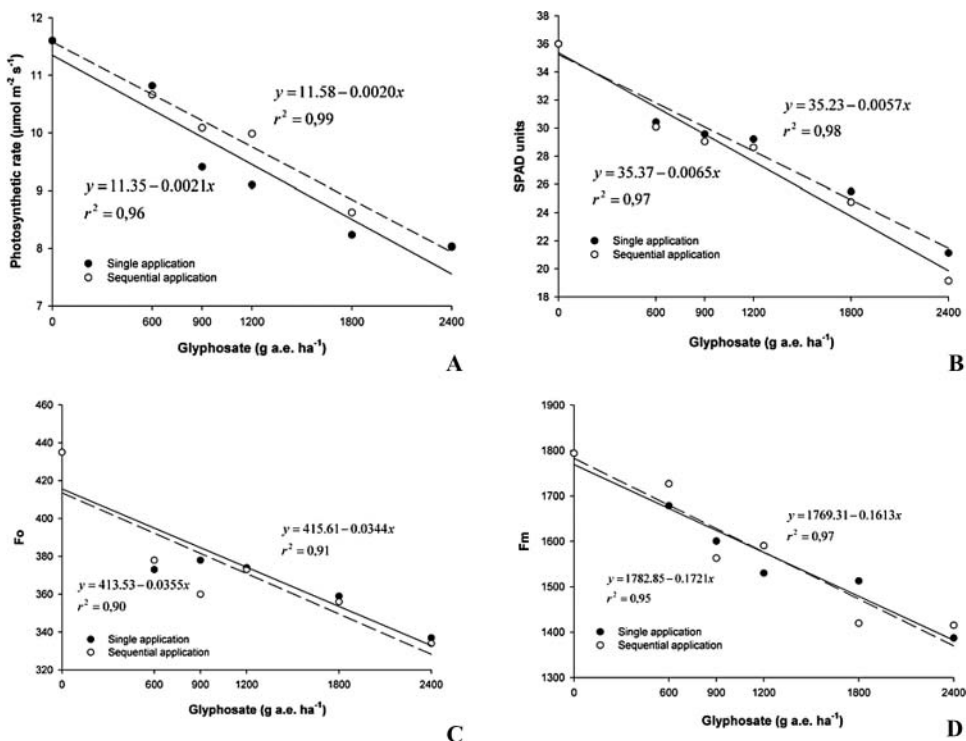 Photosynthetic rate (µmol m⁻² s⁻¹)
12
11
10
9
8
7
0
600
900
1200
1800
2400
y=11.58−0.0020x
r²=0,99
y=11.35−0.0021x
r²=0,96
Single application
Sequential application
Glyphosate (g a.e. ha⁻¹)
A
SPAD units
38
36
34
32
30
28
26
24
22
20
18
0
600
900
1200
1800
2400
y=35.23−0.0057x
r²=0,98
y=35.37−0.0065x
r²=0,97
Single application
Sequential application
Glyphosate (g a.e. ha⁻¹)
B
Fo
460
440
420
400
380
360
340
320
0
600
900
1200
1800
2400
y=415.61−0.0344x
r²=0,91
y=413.53−0.0355x
r²=0,90
Single application
Sequential application
Glyphosate (g a.e. ha⁻¹)
C
Fm
1900
1800
1700
1600
1500
1400
1300
0
600
900
1200
1800
2400
y=1769.31−0.1613x
r²=0,97
y=1782.85−0.1721x
r²=0,95
Single application
Sequential application
Glyphosate (g a.e. ha⁻¹)
D